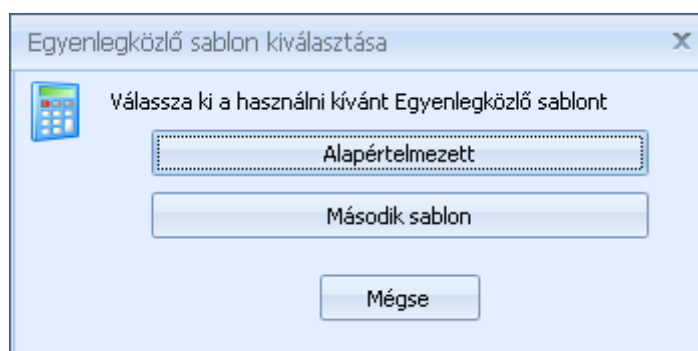 Egyenlegközlő sablon kiválasztása
Válassza ki a használni kívánt Egyenlegközlő sablont
Alapértelmezett
Második sablon
Mégse